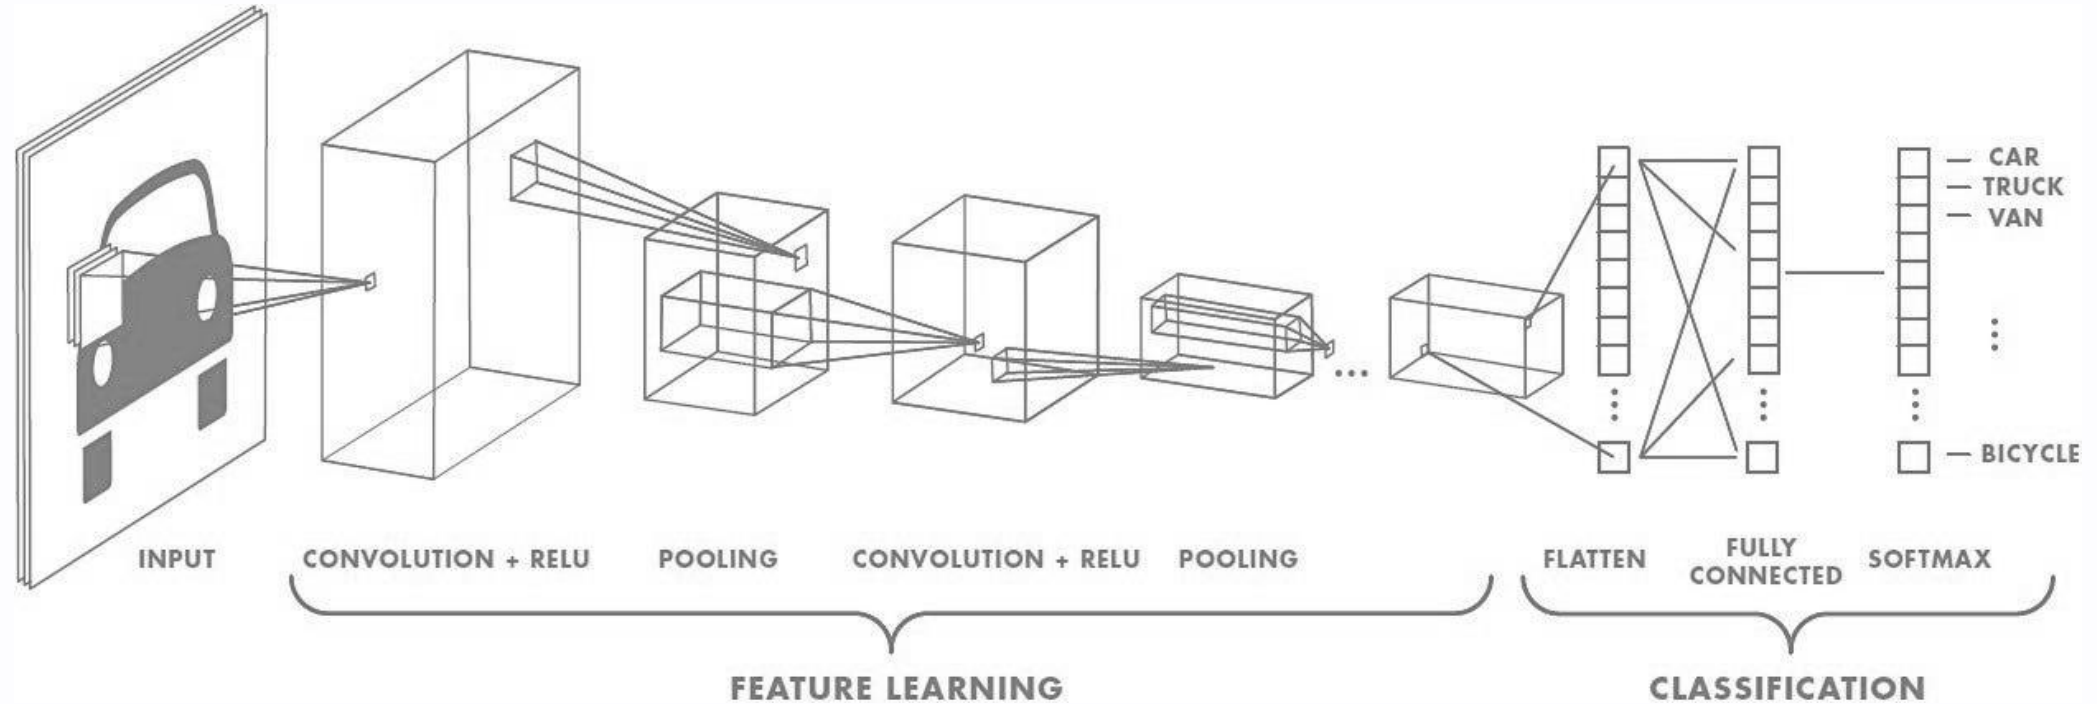 CAR
TRUCK
VAN
BICYCLE
INPUT
CONVOLUTION + RELU
POOLING
CONVOLUTION + RELU
POOLING
FLATTEN
FULLY
CONNECTED
SOFTMAX
FEATURE LEARNING
CLASSIFICATION